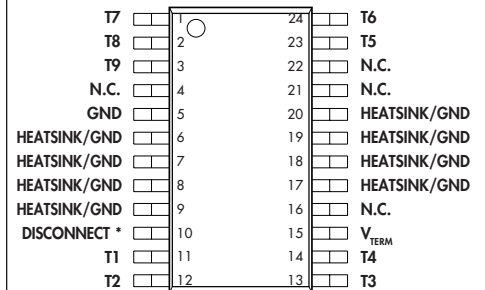 T7 1 24 T6
T8 2 23 T5
T9 3 22 N.C.
N.C. 4 21 N.C.
GND 5 20 HEATSINK/GND
HEATSINK/GND 6 19 HEATSINK/GND
HEATSINK/GND 7 18 HEATSINK/GND
HEATSINK/GND 8 17 HEATSINK/GND
HEATSINK/GND 9 16 N.C.
DISCONNECT * 10 15 VTERM
T1 11 14 T4
T2 12 13 T3